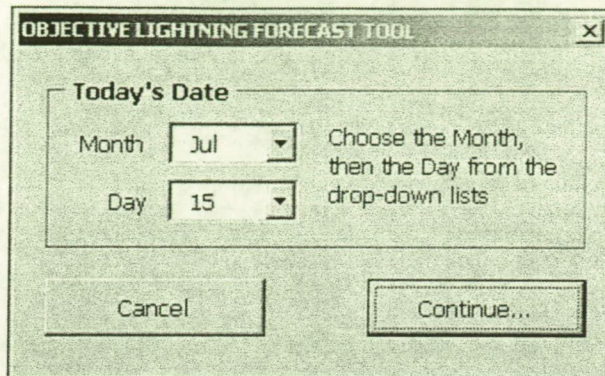 OBJECTIVE LIGHTNING FORECAST TOOL
Today's Date
Month Jul
Choose the Month,
then the Day from the
drop-down lists
Day 15
Cancel Continue...